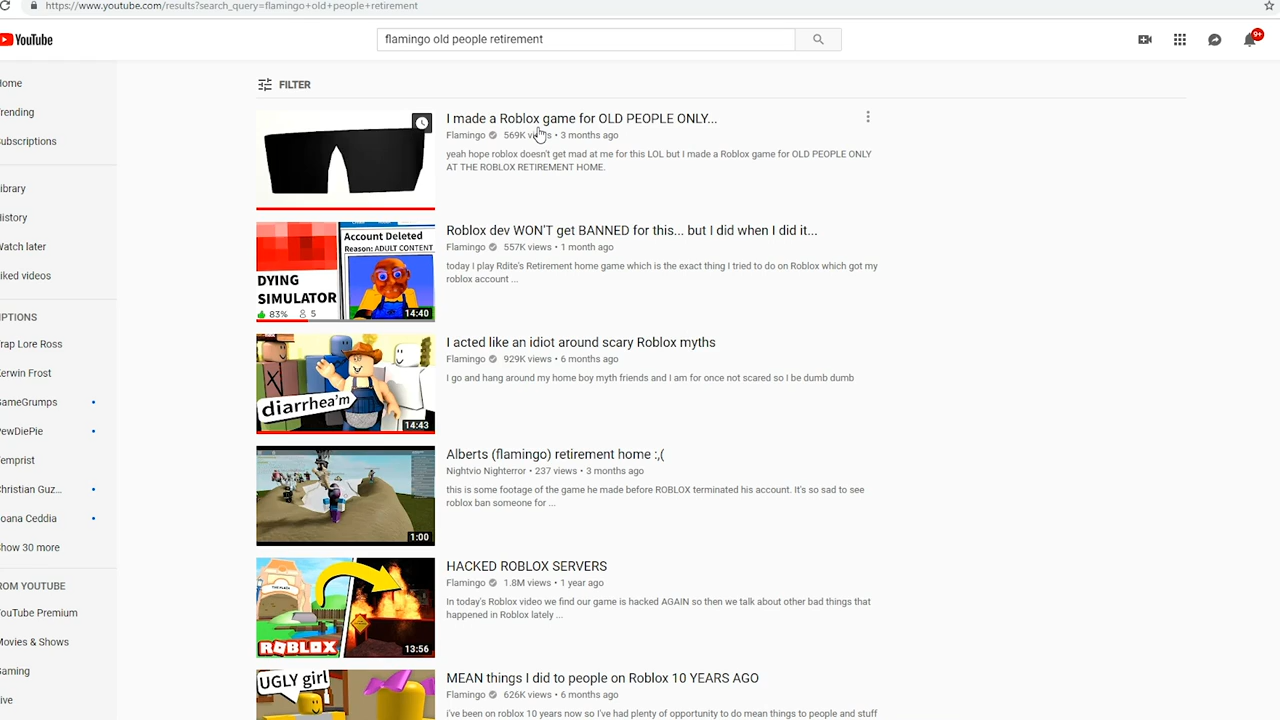 https://www.youtube.com/results?search_query=flamingo+old+people+retirement
YouTube
flamingo old people retirement
9+
ome
rending
ubscriptions
ibrary
istory
atch later
iked videos
IPTIONS
rap Lore Ross
erwin Frost
ameGrumps
ewDiePie
emprist
hristian Guz...
oana Ceddia
how 30 more
ROM YOUTUBE
ouTube Premium
ovies & Shows
aming
ive
FILTER
I made a Roblox game for OLD PEOPLE ONLY...
Flamingo 569K views • 3 months ago
yeah hope roblox doesn't get mad at me for this LOL but I made a Roblox game for OLD PEOPLE ONLY
AT THE ROBLOX RETIREMENT HOME.
Account Deleted
Reason: ADULT CONTENT
DYING
SIMULATOR
83% 5
14:40
Roblox dev WON'T get BANNED for this... but I did when I did it...
Flamingo 557K views • 1 month ago
today I play Rdite's Retirement home game which is the exact thing I tried to do on Roblox which got my
roblox account ...
diarrhea'm
14:43
I acted like an idiot around scary Roblox myths
Flamingo 929K views • 6 months ago
I go and hang around my home boy myth friends and I am for once not scared so I be dumb dumb
1:00
Alberts (flamingo) retirement home :,(
Nightvio Nighterror • 237 views • 3 months ago
this is some footage of the game he made before ROBLOX terminated his account. It's so sad to see
roblox ban someone for ...
ROBLOX
13:56
HACKED ROBLOX SERVERS
Flamingo 1.8M views • 1 year ago
In today's Roblox video we find our game is hacked AGAIN so then we talk about other bad things that
happened in Roblox lately ...
UGLY girl
MEAN things I did to people on Roblox 10 YEARS AGO
Flamingo 626K views • 6 months ago
i've been on roblox 10 years now so I've had plenty of opportunity to do mean things to people and stuff